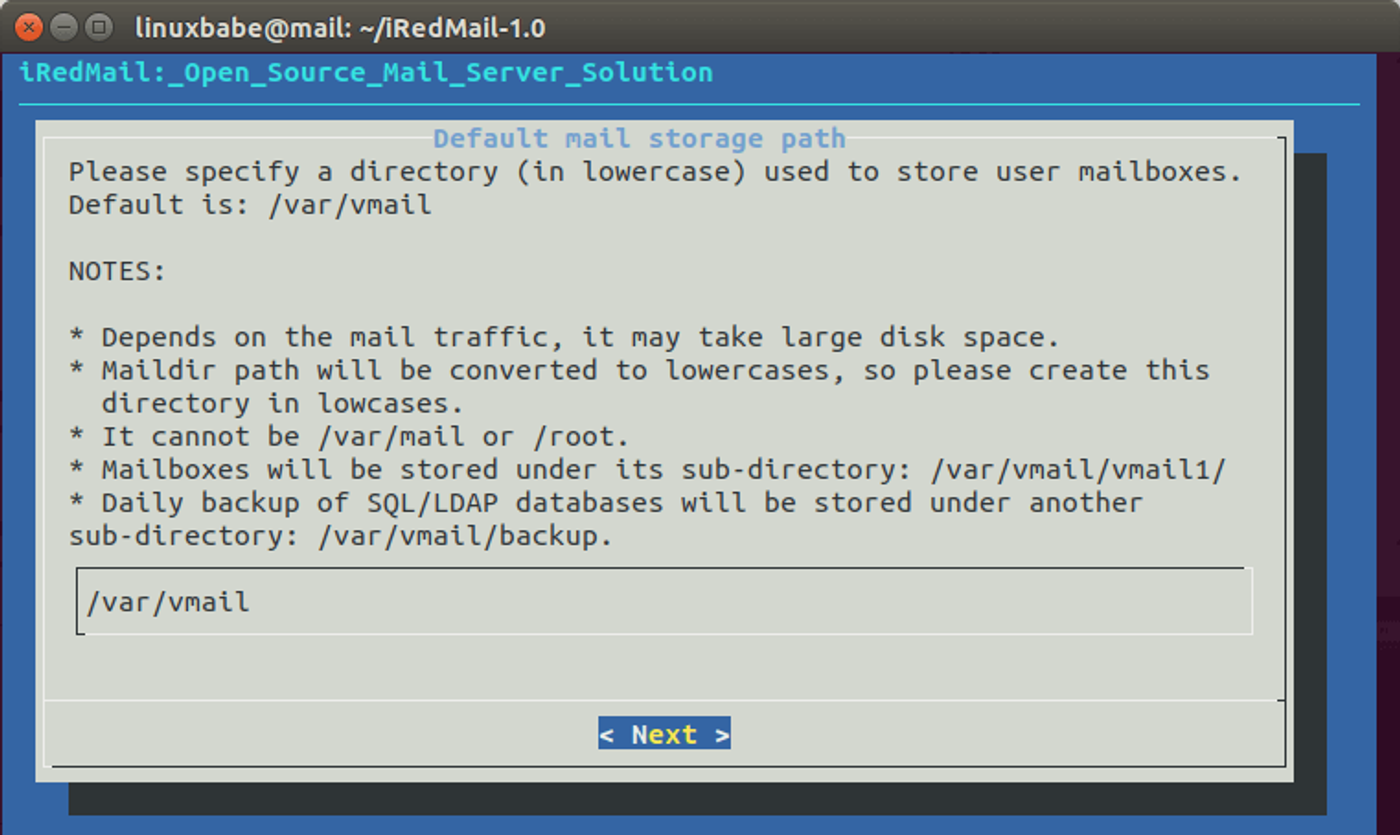 linuxbabe@mail: ~/iRedMail-1.0
iRedMail:_Open_Source_Mail_Server_Solution
Default mail storage path
Please specify a directory (in lowercase) used to store user mailboxes.
Default is: /var/vmail
NOTES:
* Depends on the mail traffic, it may take large disk space.
* Maildir path will be converted to lowercases, so please create this
directory in lowcases.
* It cannot be /var/mail or /root.
* Mailboxes will be stored under its sub-directory: /var/vmail/vmail1/
* Daily backup of SQL/LDAP databases will be stored under another
sub-directory: /var/vmail/backup.
/var/vmail
< Next >